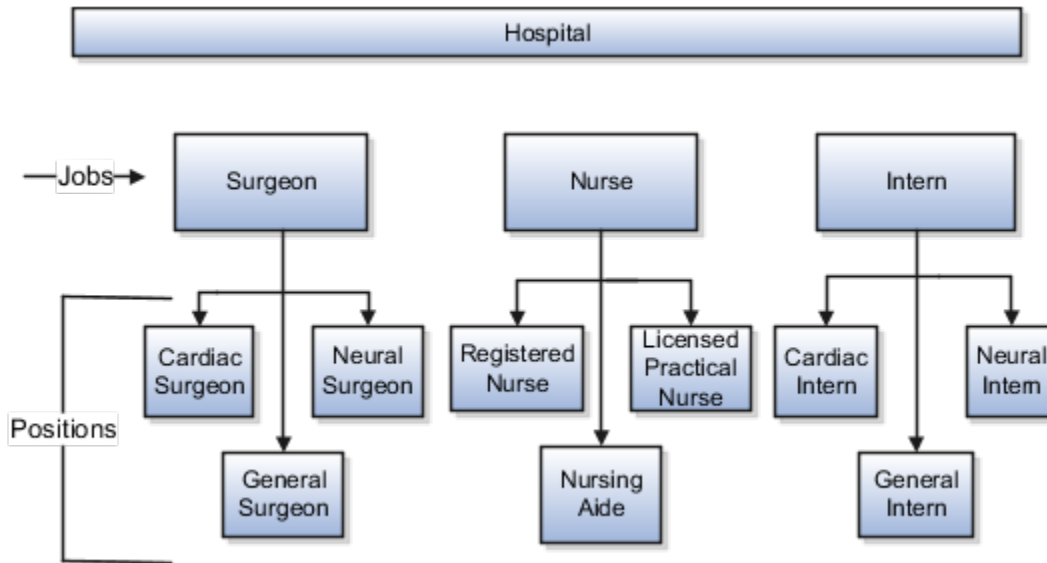 Hospital
Jobs
Surgeon
Nurse
Intern
Positions
Cardiac
Surgeon
Neural
Surgeon
Registered
Nurse
Licensed
Practical
Nurse
Cardiac
Intern
Neural
Intern
General
Surgeon
Nursing
Aide
General
Intern